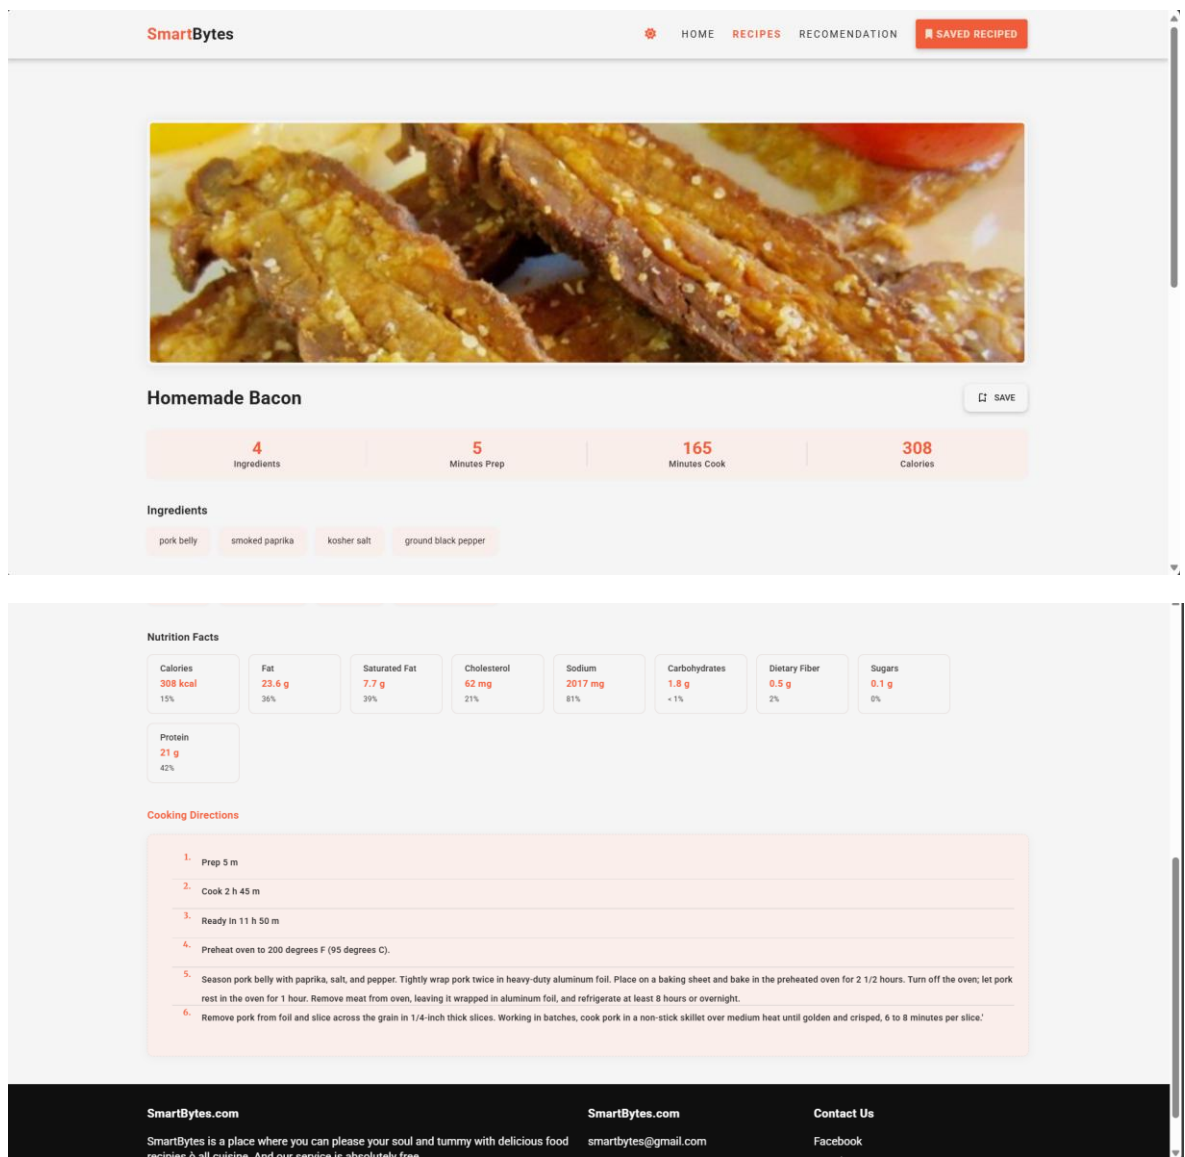 SmartBytes
HOME RECIPES RECOMENDATION SAVED RECIPED
Homemade Bacon
SAVE
4 5 165 308
Ingredients Minutes Prep Minutes Cook Calories
Ingredients
pork belly smoked paprika kosher salt ground black pepper
Nutrition Facts
Calories Fat Saturated Fat Cholesterol Sodium Carbohydrates Dietary Fiber Sugars
308 kcal 23.6 g 7.7 g 62 mg 2017 mg 1.8 g 0.5 g 0.1 g
15% 36% 39% 21% 81% < 1% 2% 0%
Protein
21 g
42%
Cooking Directions
1. Prep 5 m
2. Cook 2 h 45 m
3. Ready In 11 h 50 m
4. Preheat oven to 200 degrees F (95 degrees C).
5. Season pork belly with paprika, salt, and pepper. Tightly wrap pork twice in heavy-duty aluminum foil. Place on a baking sheet and bake in the preheated oven for 2 1/2 hours. Turn off the oven; let pork
rest in the oven for 1 hour. Remove meat from oven, leaving it wrapped in aluminum foil, and refrigerate at least 8 hours or overnight.
6. Remove pork from foil and slice across the grain in 1/4-inch thick slices. Working in batches, cook pork in a non-stick skillet over medium heat until golden and crisped, 6 to 8 minutes per slice.'
SmartBytes.com SmartBytes.com Contact Us
SmartBytes is a place where you can please your soul and tummy with delicious food smartbytes@gmail.com Facebook
recipies ò all cuisine. And our service is absolutely free